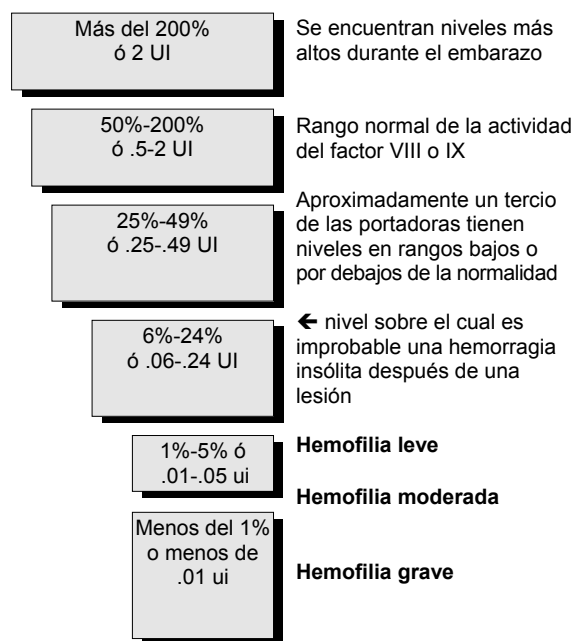 Más del 200%
ó 2 UI
Se encuentran niveles más
altos durante el embarazo
50%-200%
ó .5-2 UI
Rango normal de la actividad
del factor VIII o IX
25%-49%
ó .25-.49 UI
Aproximadamente un tercio
de las portadoras tienen
niveles en rangos bajos o
por debajos de la normalidad
6%-24%
ó .06-.24 UI
← nivel sobre el cual es
improbable una hemorragia
insólita después de una
lesión
1%-5% ó
.01-.05 ui
Hemofilia leve
Hemofilia moderada
Menos del 1%
o menos de
.01 ui
Hemofilia grave